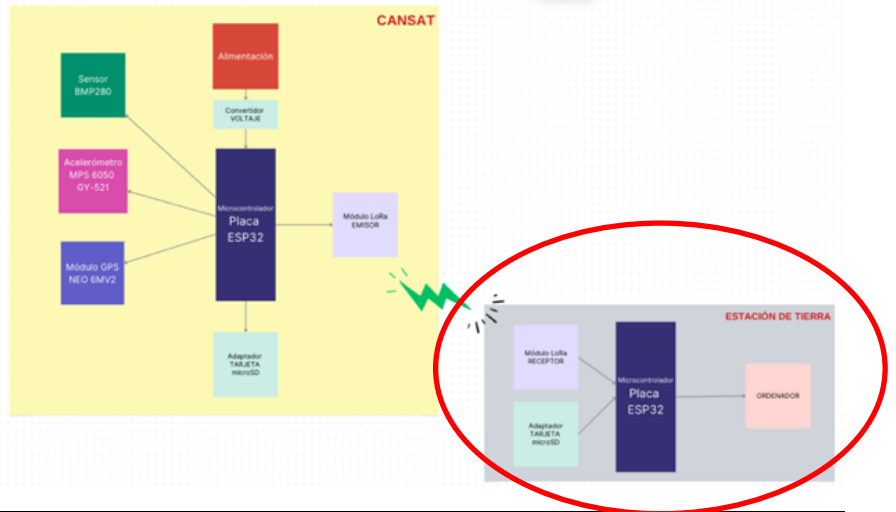 CANSAT
Alimentación
Sensor
BMP280
Convertidor
VOLTAJE
Acelerómetro
MPS 6050
GY-521
Microcontrolador
Placa
ESP32
Módulo LoRa
EMISOR
Módulo GPS
NEO 6MV2
Adaptador
TARJETA
microSD
ESTACIÓN DE TIERRA
Módulo LoRa
RECEPTOR
Microcontrolador
Placa
ESP32
ORDENADOR
Adaptador
TARJETA
microSD